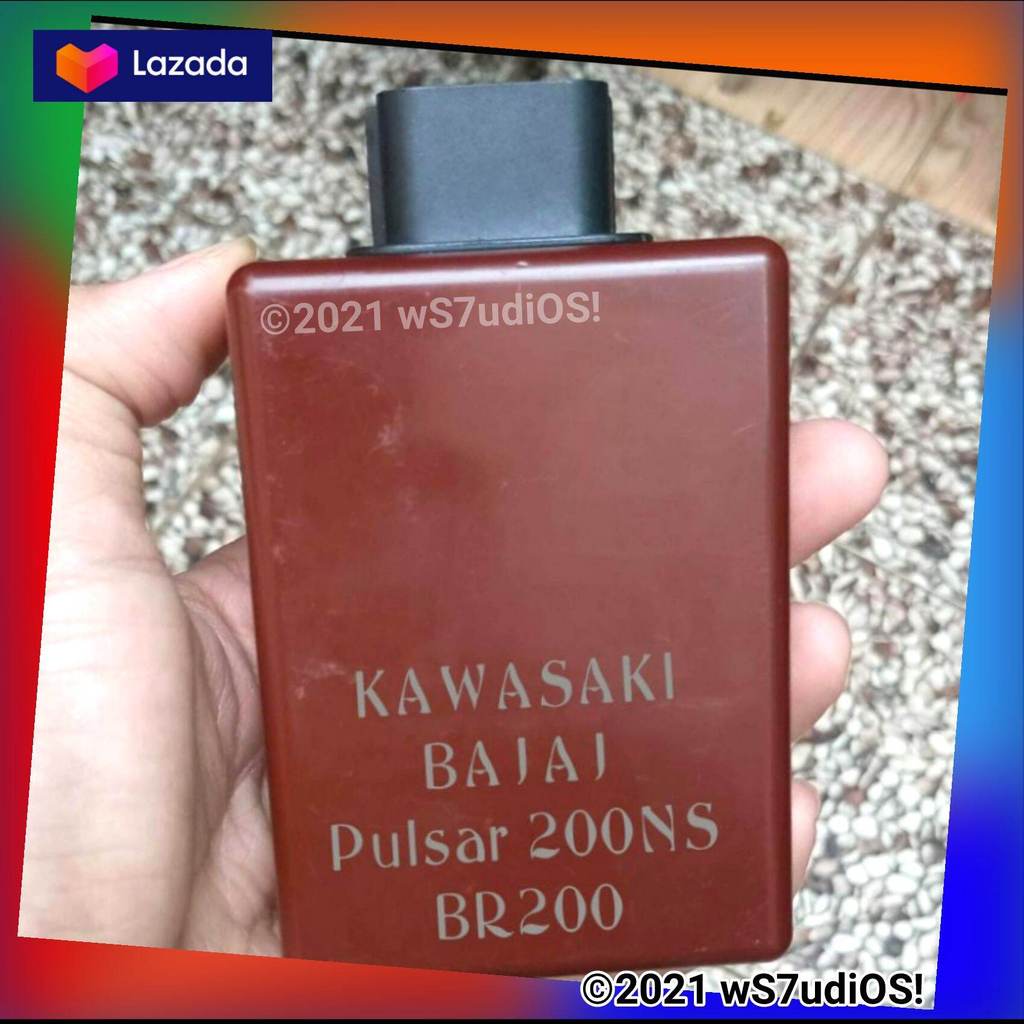 Lazada
©2021 wS7udiOS!
KAWASAKI
BAJAJ
Pulsar 200NS
BR200
©2021 wS7udiOS!